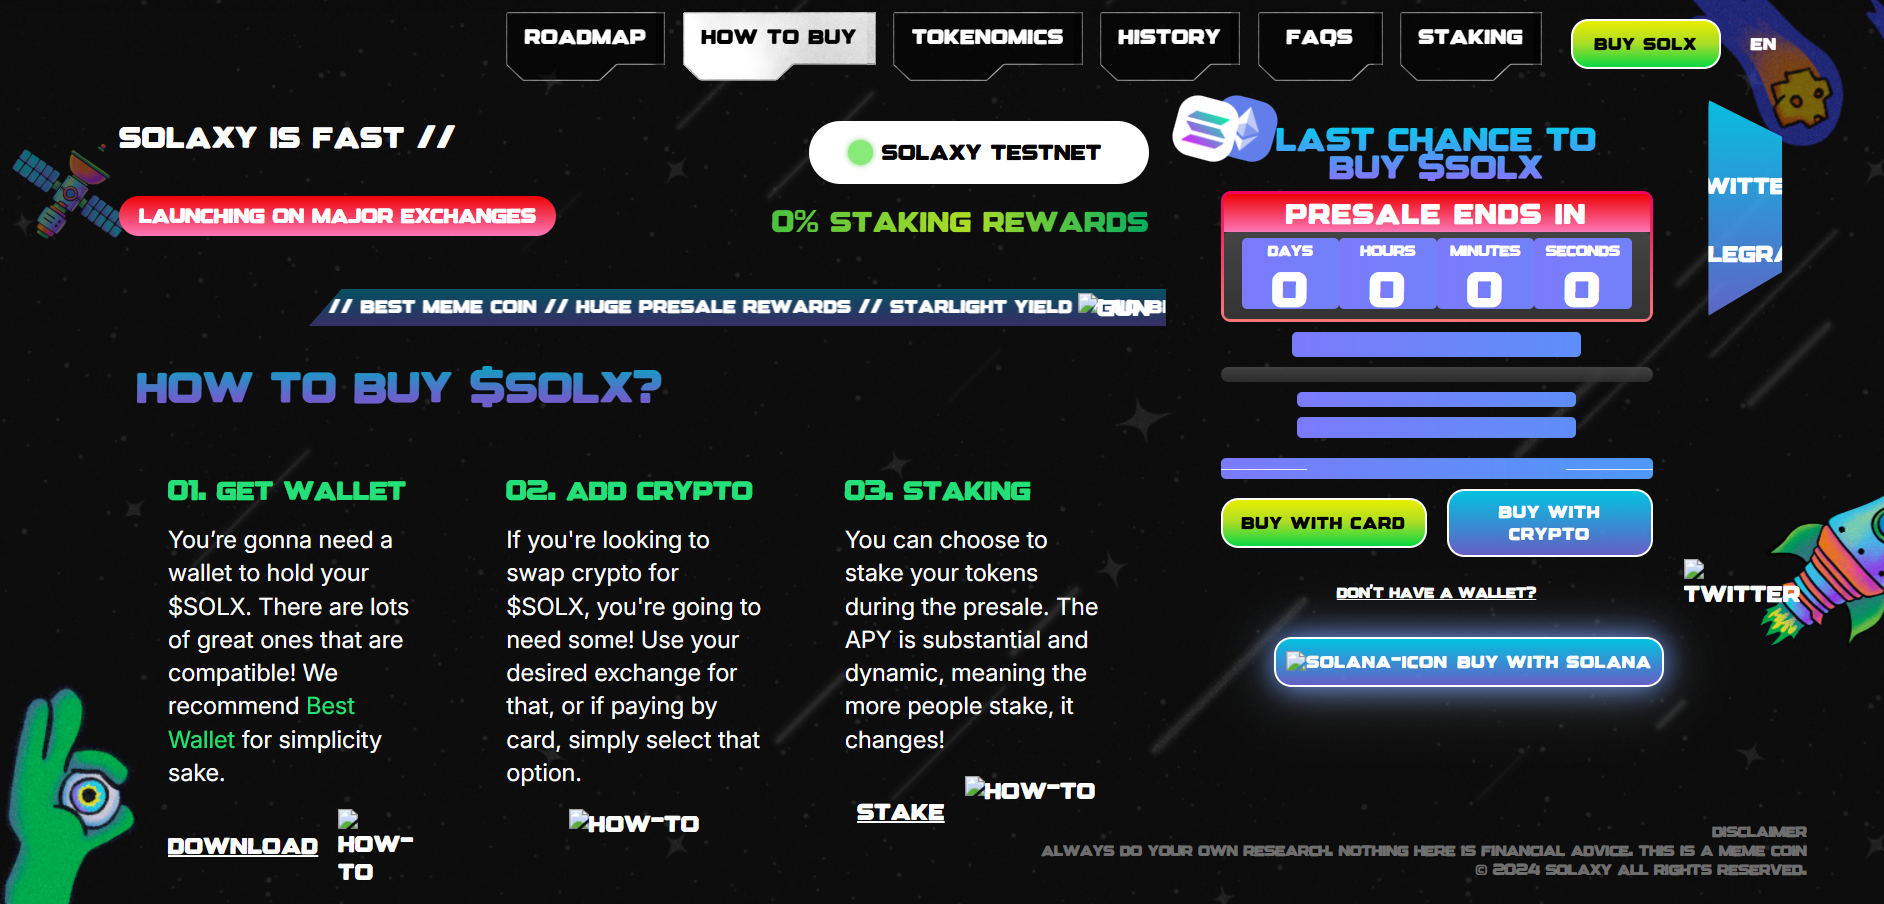 ROADMAP
HOW TO BUY
TOKENOMICS
HISTORY
FAQS
STAKING
BUY SOLX
EN
SOLAXY IS FAST //
LAUNCHING ON MAJOR EXCHANGES
SOLAXY TESTNET
0% STAKING REWARDS
// BEST MEME COIN // HUGE PRESALE REWARDS // STARLIGHT YIELD
GUN
HOW TO BUY $SOLX?
01. GET WALLET
You’re gonna need a
wallet to hold your
$SOLX. There are lots
of great ones that are
compatible! We
recommend Best
Wallet for simplicity
sake.
DOWNLOAD
HOW-
TO
02. ADD CRYPTO
If you're looking to
swap crypto for
$SOLX, you're going to
need some! Use your
desired exchange for
that, or if paying by
card, simply select that
option.
HOW-TO
03. STAKING
You can choose to
stake your tokens
during the presale. The
APY is substantial and
dynamic, meaning the
more people stake, it
changes!
STAKE
HOW-TO
LAST CHANCE TO
BUY $SOLX
PRESALE ENDS IN
DAYS HOURS MINUTES SECONDS
0 0 0 0
BUY WITH CARD
BUY WITH
CRYPTO
DON'T HAVE A WALLET?
SOLANA-ICON BUY WITH SOLANA
TWITTER
DISCLAIMER
ALWAYS DO YOUR OWN RESEARCH. NOTHING HERE IS FINANCIAL ADVICE. THIS IS A MEME COIN
© 2024 SOLAXY ALL RIGHTS RESERVED.